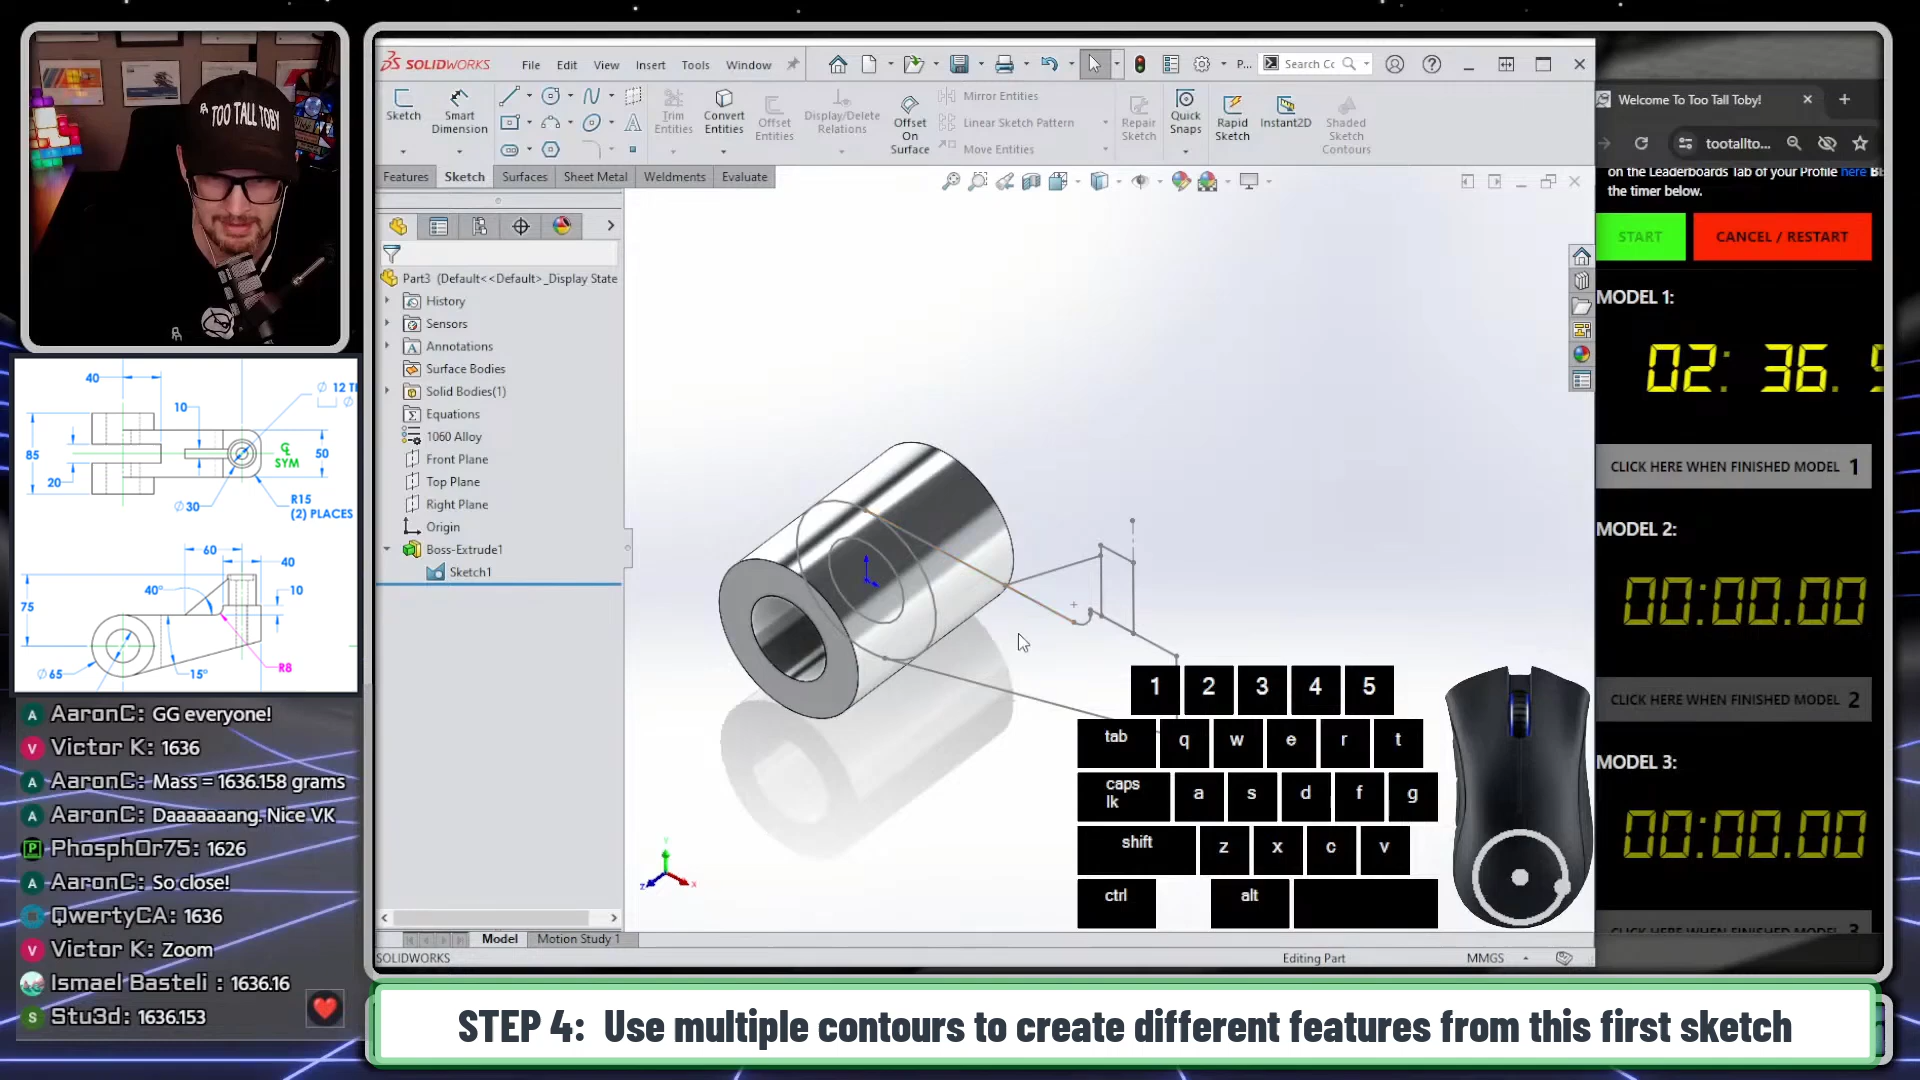 TOO TALL TOBY
SOLIDWORKS
File Edit View Insert Tools Window
P...
Search Cc
Sketch
Smart Dimension
Trim Entities
Convert Entities
Offset Entities
Display/Delete Relations
Offset On Surface
Mirror Entities
Linear Sketch Pattern
Move Entities
Repair Sketch
Quick Snaps
Rapid Sketch
Instant2D
Shaded Sketch Contours
Features Sketch Surfaces Sheet Metal Weldments Evaluate
Part3 (Default<<Default>_Display State
History
Sensors
Annotations
Surface Bodies
Solid Bodies(1)
Equations
1060 Alloy
Front Plane
Top Plane
Right Plane
Origin
Boss-Extrude1
Sketch1
Model Motion Study 1
SOLIDWORKS
Editing Part
MMGS
Welcome To Too Tall Toby!
tootallto...
on the Leaderboards Tab of your Profile here
the timer below.
START
CANCEL / RESTART
MODEL 1:
02: 36.
CLICK HERE WHEN FINISHED MODEL 1
MODEL 2:
00:00.00
CLICK HERE WHEN FINISHED MODEL 2
MODEL 3:
00:00.00
CLICK HERE WHEN FINISHED MODEL 3
40
Ø 12
10
85
20
℄
SYM
50
Ø30
R15
(2) PLACES
60
40
40°
10
75
Ø65
15°
R8
1 2 3 4 5
tab q w e r t
caps lk a s d f g
shift z x c v
ctrl alt
A AaronC: GG everyone!
V Victor K: 1636
A AaronC: Mass = 1636.158 grams
A AaronC: Daaaaaaang. Nice VK
P Phosph0r75: 1626
A AaronC: So close!
QwertyCA: 1636
V Victor K: Zoom
Ismael Basteli : 1636.16
S Stu3d: 1636.153
STEP 4: Use multiple contours to create different features from this first sketch